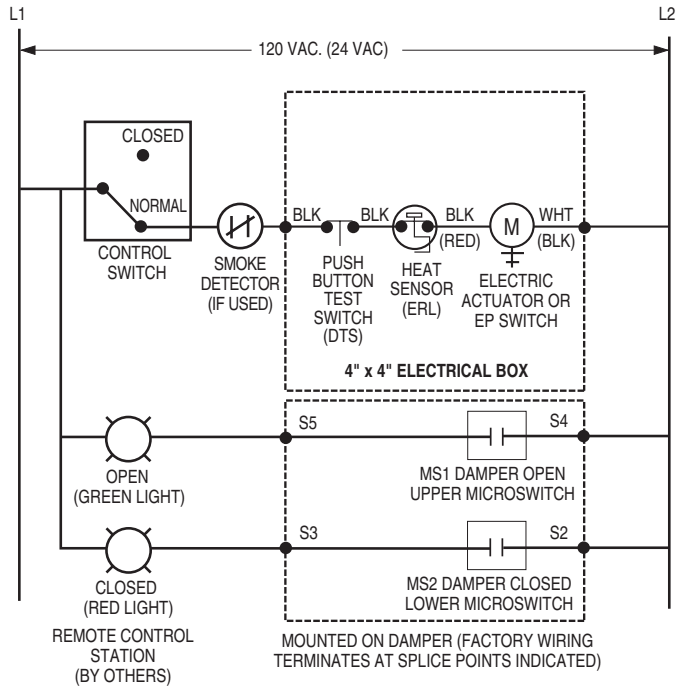 L1
L2
120 VAC. (24 VAC)
CLOSED
NORMAL
CONTROL
SWITCH
SMOKE
DETECTOR
(IF USED)
BLK
BLK
BLK
(RED)
M
WHT
(BLK)
PUSH
BUTTON
TEST
SWITCH
(DTS)
HEAT
SENSOR
(ERL)
ELECTRIC
ACTUATOR OR
EP SWITCH
4" x 4" ELECTRICAL BOX
S5
S4
OPEN
(GREEN LIGHT)
MS1 DAMPER OPEN
UPPER MICROSWITCH
S3
S2
CLOSED
(RED LIGHT)
MS2 DAMPER CLOSED
LOWER MICROSWITCH
REMOTE CONTROL
STATION
(BY OTHERS)
MOUNTED ON DAMPER (FACTORY WIRING
TERMINATES AT SPLICE POINTS INDICATED)